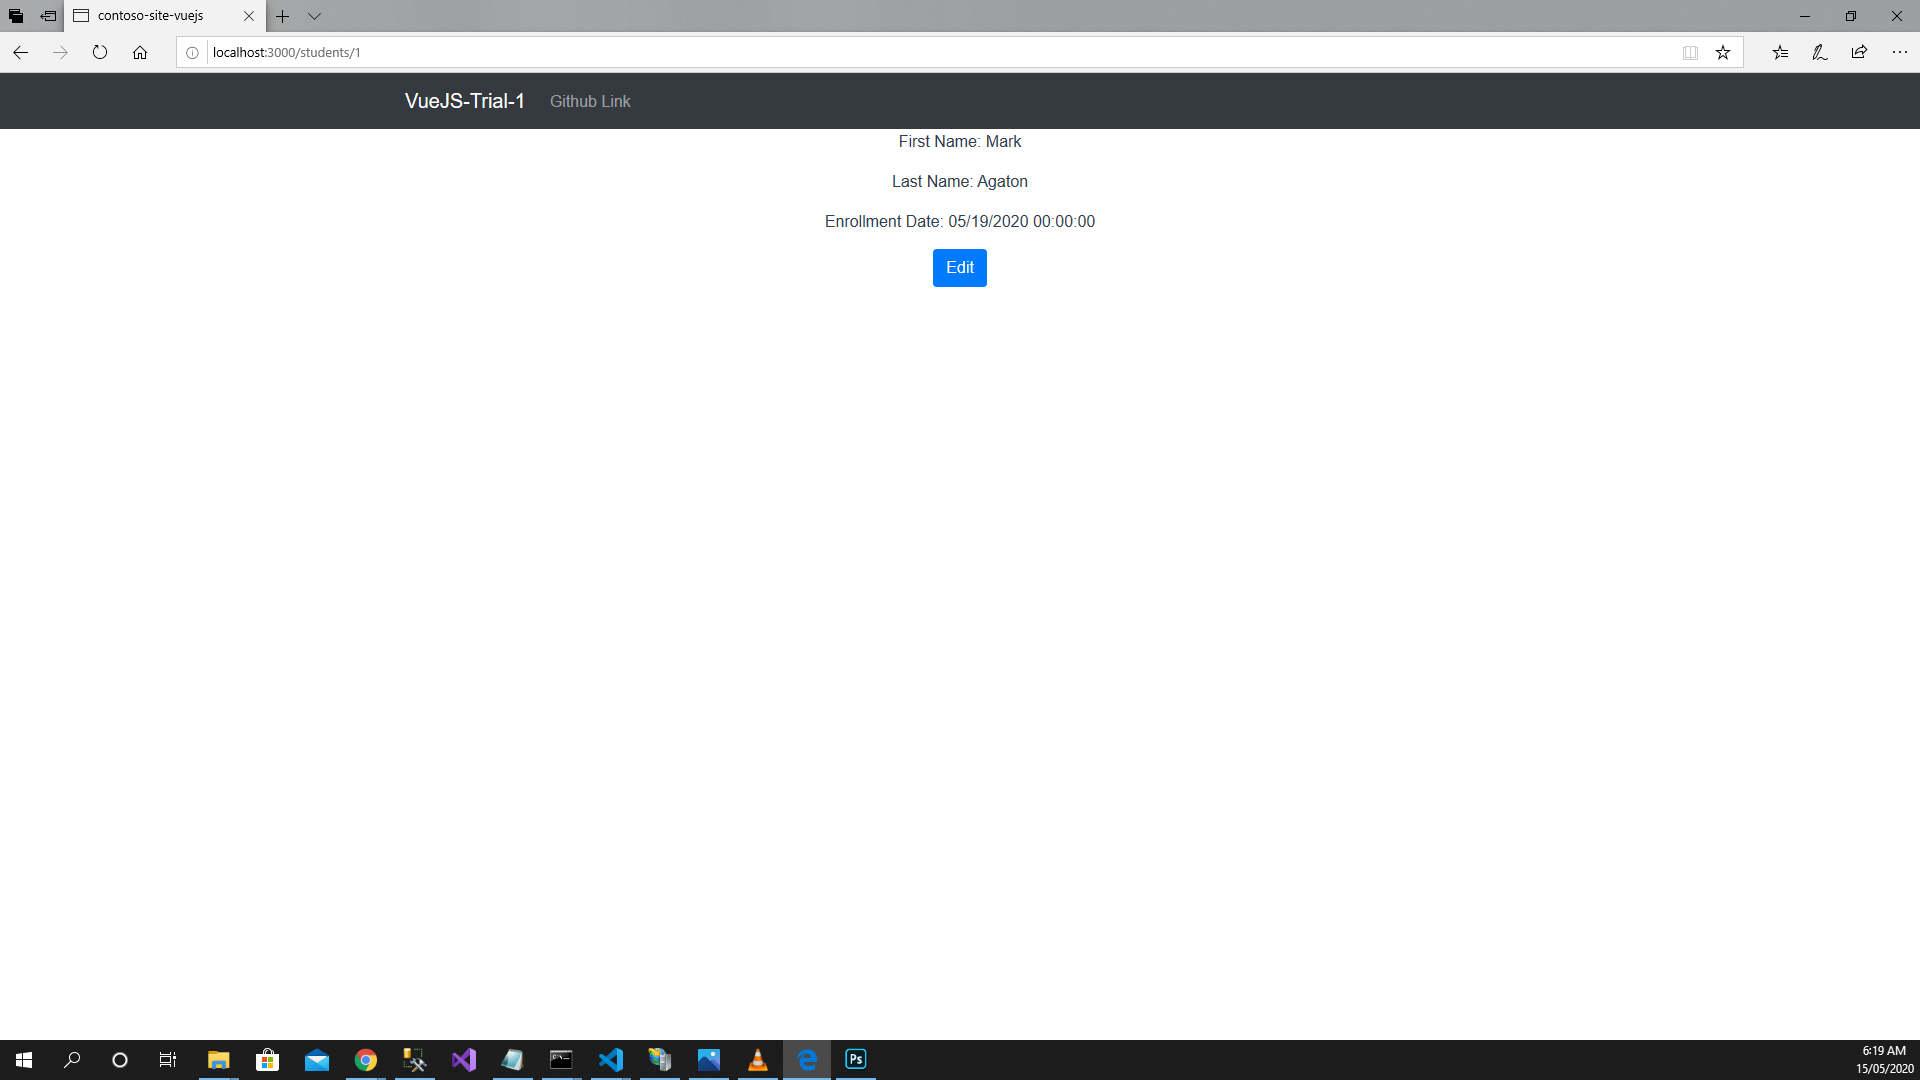 contoso-site-vuejs
localhost:3000/students/1
VueJS-Trial-1 Github Link
First Name: Mark
Last Name: Agaton
Enrollment Date: 05/19/2020 00:00:00
Edit
Ps
6:19 AM
15/05/2020